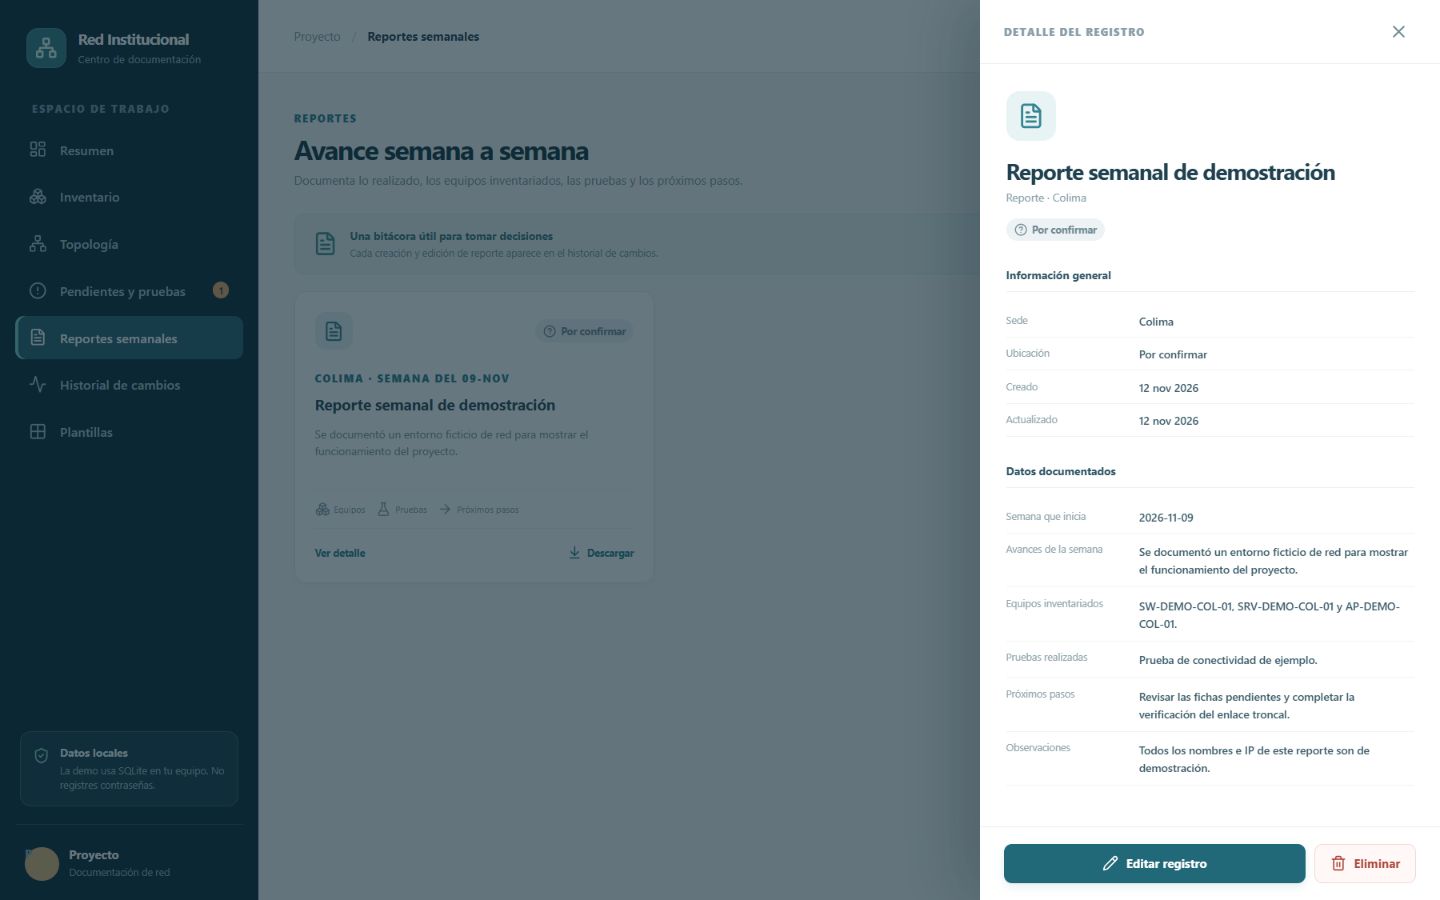 Red Institucional
Centro de documentación
ESPACIO DE TRABAJO
Resumen
Inventario
Topología
Pendientes y pruebas 1
Reportes semanales
Historial de cambios
Plantillas
Datos locales
La demo usa SQLite en tu equipo. No
registres contraseñas.
Proyecto
Documentación de red
Proyecto / Reportes semanales
REPORTES
Avance semana a semana
Documenta lo realizado, los equipos inventariados, las pruebas y los próximos pasos.
Una bitácora útil para tomar decisiones
Cada creación y edición de reporte aparece en el historial de cambios.
Por confirmar
COLIMA · SEMANA DEL 09-NOV
Reporte semanal de demostración
Se documentó un entorno ficticio de red para mostrar el
funcionamiento del proyecto.
Equipos Pruebas Próximos pasos
Ver detalle Descargar
DETALLE DEL REGISTRO
Reporte semanal de demostración
Reporte · Colima
Por confirmar
Información general
Sede Colima
Ubicación Por confirmar
Creado 12 nov 2026
Actualizado 12 nov 2026
Datos documentados
Semana que inicia 2026-11-09
Avances de la semana Se documentó un entorno ficticio de red para mostrar
el funcionamiento del proyecto.
Equipos inventariados SW-DEMO-COL-01, SRV-DEMO-COL-01 y AP-DEMO-
COL-01.
Pruebas realizadas Prueba de conectividad de ejemplo.
Próximos pasos Revisar las fichas pendientes y completar la
verificación del enlace troncal.
Observaciones Todos los nombres e IP de este reporte son de
demostración.
Editar registro Eliminar